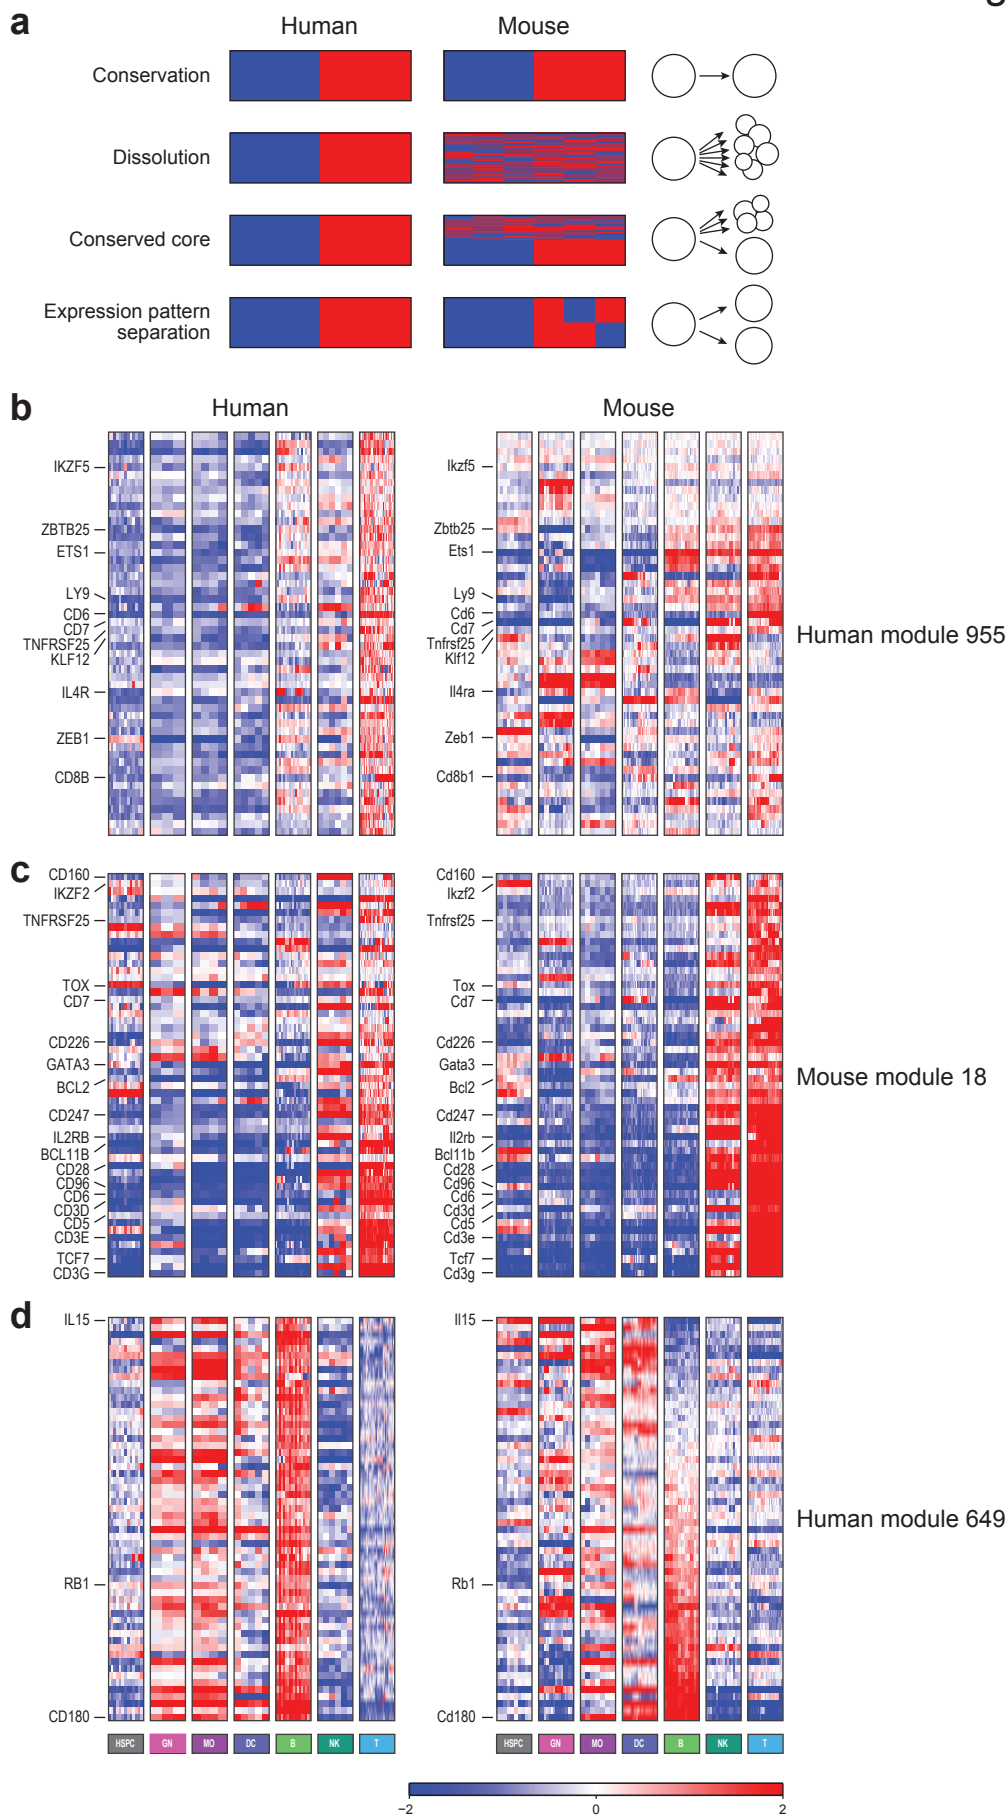 a
Human
Mouse
Conservation
Dissolution
Conserved core
Expression pattern
separation
b
Human
Mouse
IKZF5
ZBTB25
ETS1
LY9
CD6
CD7
TNFRSF25
KLF12
IL4R
ZEB1
CD8B
Ikzf5
Zbtb25
Ets1
Ly9
Cd6
Cd7
Tnfrsf25
Klf12
Il4ra
Zeb1
Cd8b1
Human module 955
c
CD160
IKZF2
TNFRSF25
TOX
CD7
CD226
GATA3
BCL2
CD247
IL2RB
BCL11B
CD28
CD96
CD6
CD3D
CD5
CD3E
TCF7
CD3G
Cd160
Ikzf2
Tnfrsf25
Tox
Cd7
Cd226
Gata3
Bcl2
Cd247
Il2rb
Bcl11b
Cd28
Cd96
Cd6
Cd3d
Cd5
Cd3e
Tcf7
Cd3g
Mouse module 18
d
IL15
RB1
CD180
Il15
Rb1
Cd180
Human module 649
HSPC GN MO DC B NK T
HSPC GN MO DC B NK T
−2 0 2